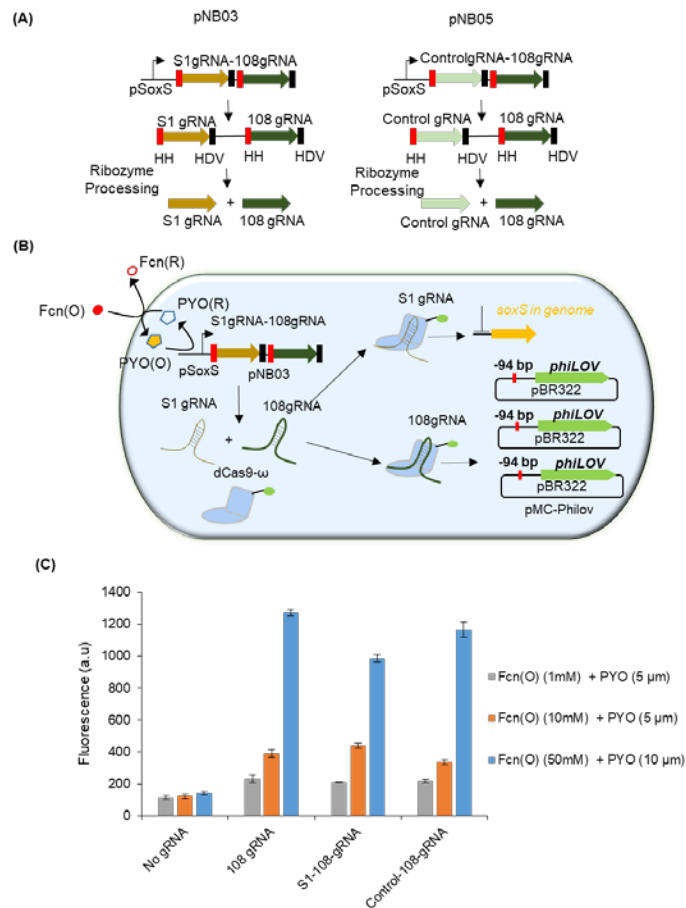 (A)
pNB03
pNB05
S1gRNA-108gRNA
ControlgRNA-108gRNA
pSoxS
pSoxS
S1 gRNA
108 gRNA
Control gRNA
108 gRNA
HH
HDV
HH
HDV
HH
HDV
HH
HDV
Ribozyme
Processing
Ribozyme
Processing
+
+
S1 gRNA
108 gRNA
Control gRNA
108 gRNA
(B)
Fcn(R)
Fcn(O)
PYO(R)
PYO(O)
S1gRNA-108gRNA
pSoxS
pNB03
S1 gRNA
soxS in genome
S1 gRNA
+
108gRNA
dCas9-ω
108gRNA
-94 bp
phiLOV
pBR322
-94 bp
phiLOV
pBR322
-94 bp
phiLOV
pBR322
pMC-Philov
(C)
Fluorescence (a.u)
1400
1200
1000
800
600
400
200
0
No gRNA
108 gRNA
S1-108-gRNA
Control-108-gRNA
Fcn(O) (1mM) + PYO (5 µm)
Fcn(O) (10mM) + PYO (5 µm)
Fcn(O) (50mM) + PYO (10 µm)